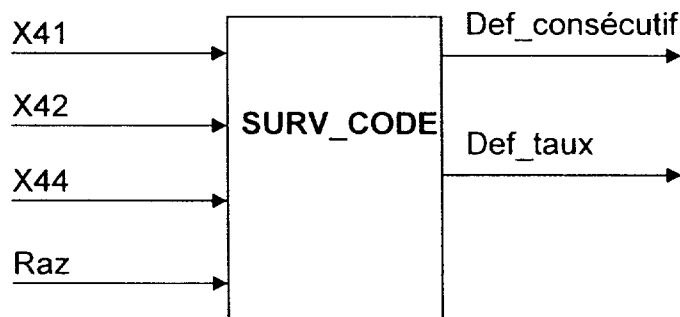 X41
X42
X44
Raz
SURV_CODE
Def_consécutif
Def_taux